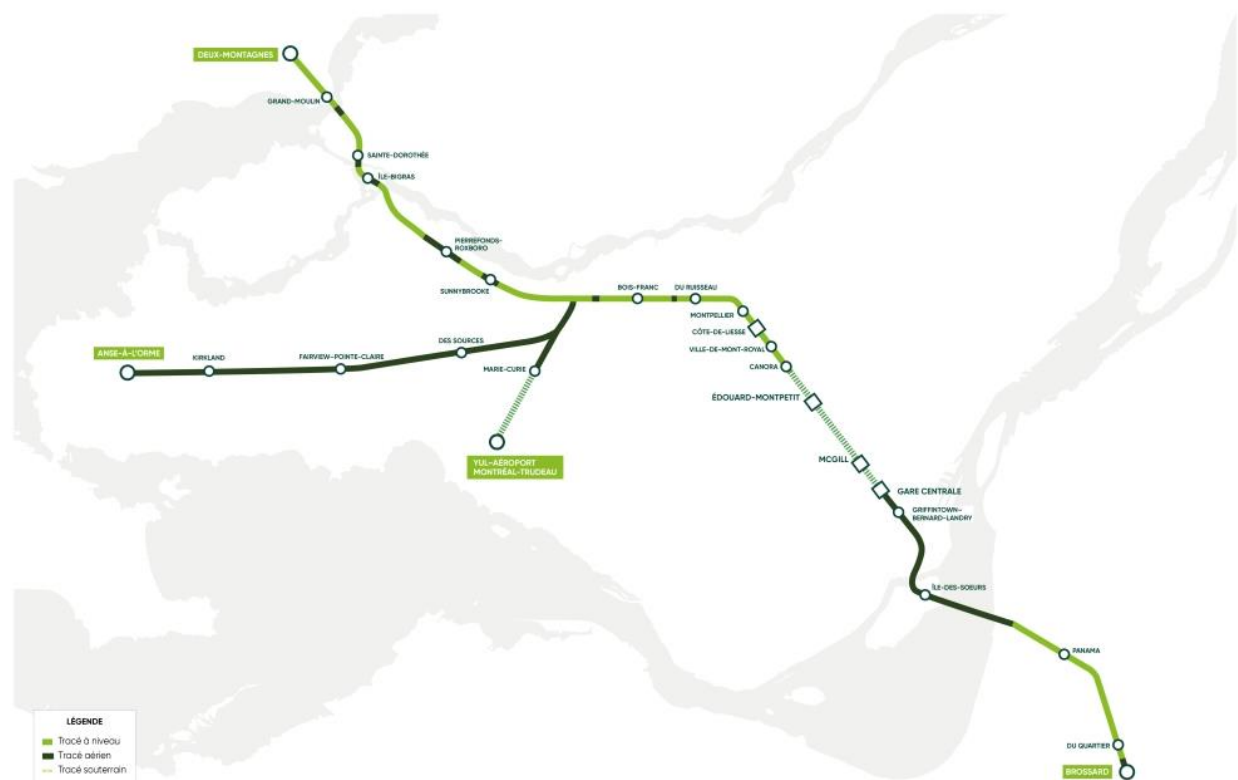 DEUX-MONTAGNES
GRAND-MOULIN
SAINTE-DOROTHÉE
ÎLE-BIGRAS
PIERREFONDS-
ROXBORO
SUNNYBROOKE
BOIS-FRANC
DU RUISSEAU
MONTPELLIER
CÔTE-DE-LIESSE
VILLE-DE-MONT-ROYAL
CANORA
ANSE-À-L'ORME
KIRKLAND
FAIRVIEW-POINTE-CLAIRE
DES SOURCES
MARIE-CURIE
YUL-AÉROPORT
MONTRÉAL-TRUDEAU
ÉDOUARD-MONTPETIT
MCGILL
GARE CENTRALE
GRIFFINTOWN-
BERNARD-LANDRY
ÎLE-DES-SOEURS
PANAMA
DU QUARTIER
BROSSARD
LÉGENDE
Tracé à niveau
Tracé aérien
Tracé souterrain